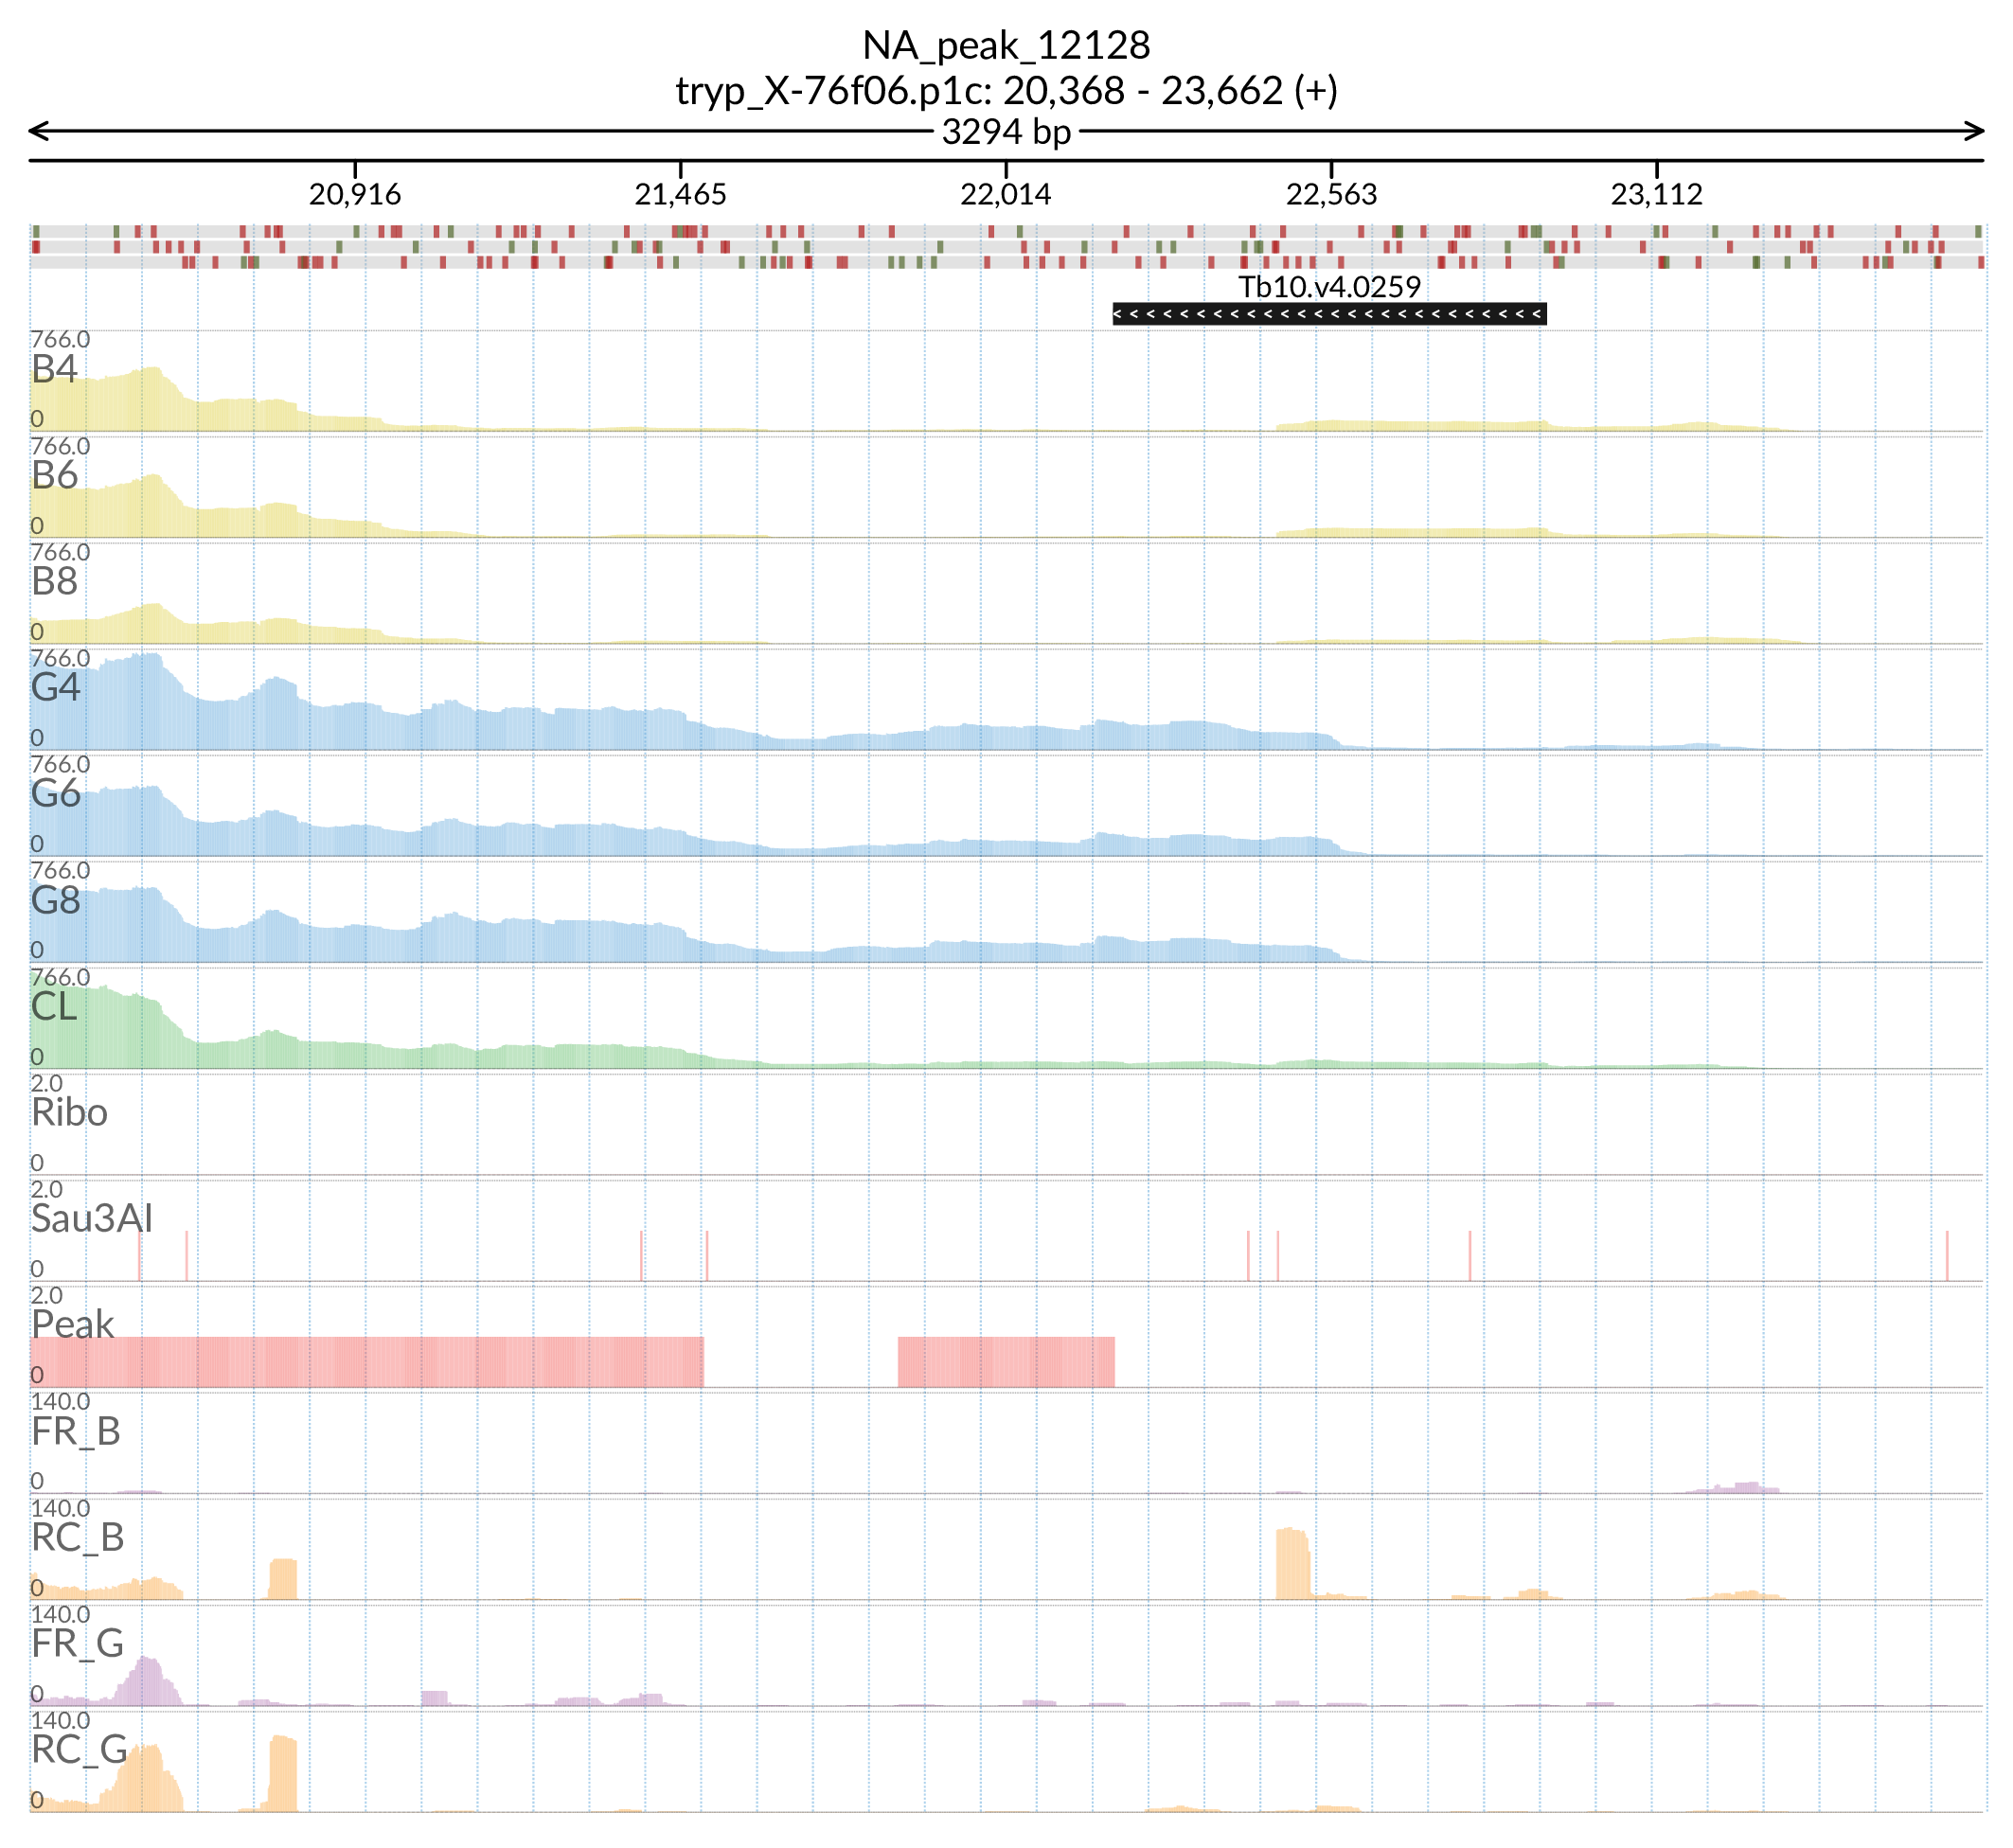 NA_peak_12128
tryp_X-76f06.p1c: 20,368 - 23,662 (+)
3294 bp
20,916 21,465 22,014 22,563 23,112
Tb10.v4.0259
766.0
B4
0
766.0
B6
0
766.0
B8
0
766.0
G4
0
766.0
G6
0
766.0
G8
0
766.0
CL
0
2.0
Ribo
0
2.0
Sau3AI
0
2.0
Peak
0
140.0
FR_B
0
140.0
RC_B
0
140.0
FR_G
0
140.0
RC_G
0